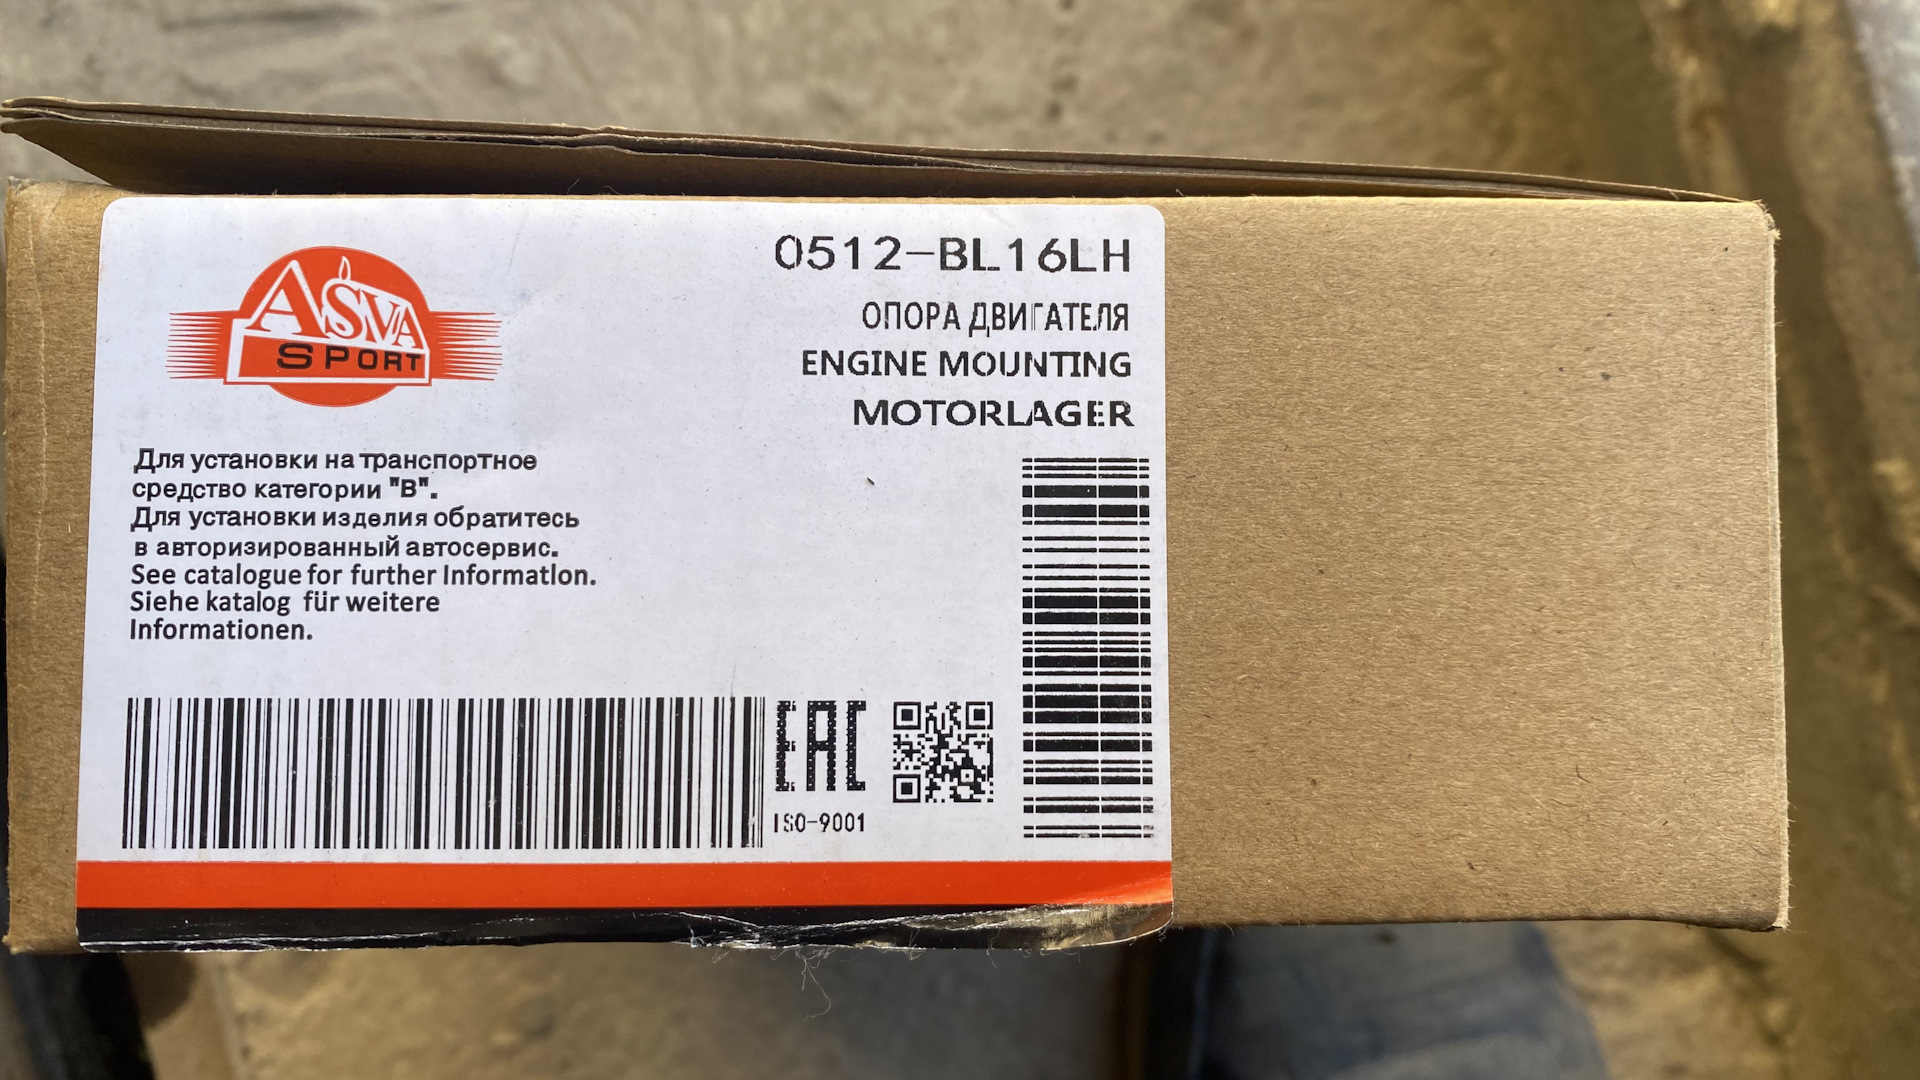 ASVA
SPORT
0512-BL16LH
ОПОРА ДВИГАТЕЛЯ
ENGINE MOUNTING
MOTORLAGER
Для установки на транспортное
средство категории "B".
Для установки изделия обратитесь
в авторизированный автосервис.
See catalogue for further Information.
Siehe katalog für weitere
Informationen.
EAC
ISO-9001